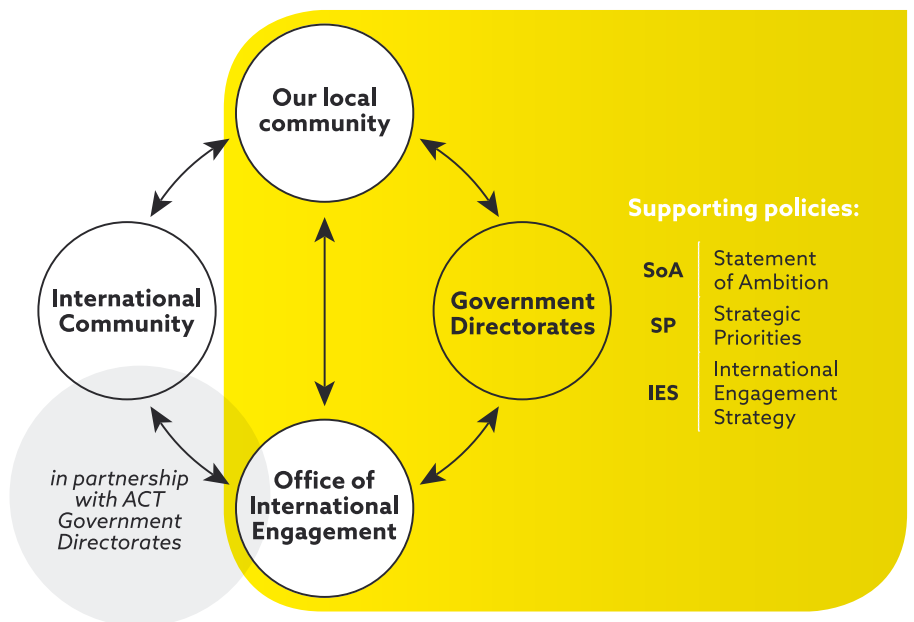 Our local
community
International
Community
Government
Directorates
Office of
International
Engagement
in partnership
with ACT
Government
Directorates
Supporting policies:
SoA
Statement
of Ambition
SP
Strategic
Priorities
IES
International
Engagement
Strategy